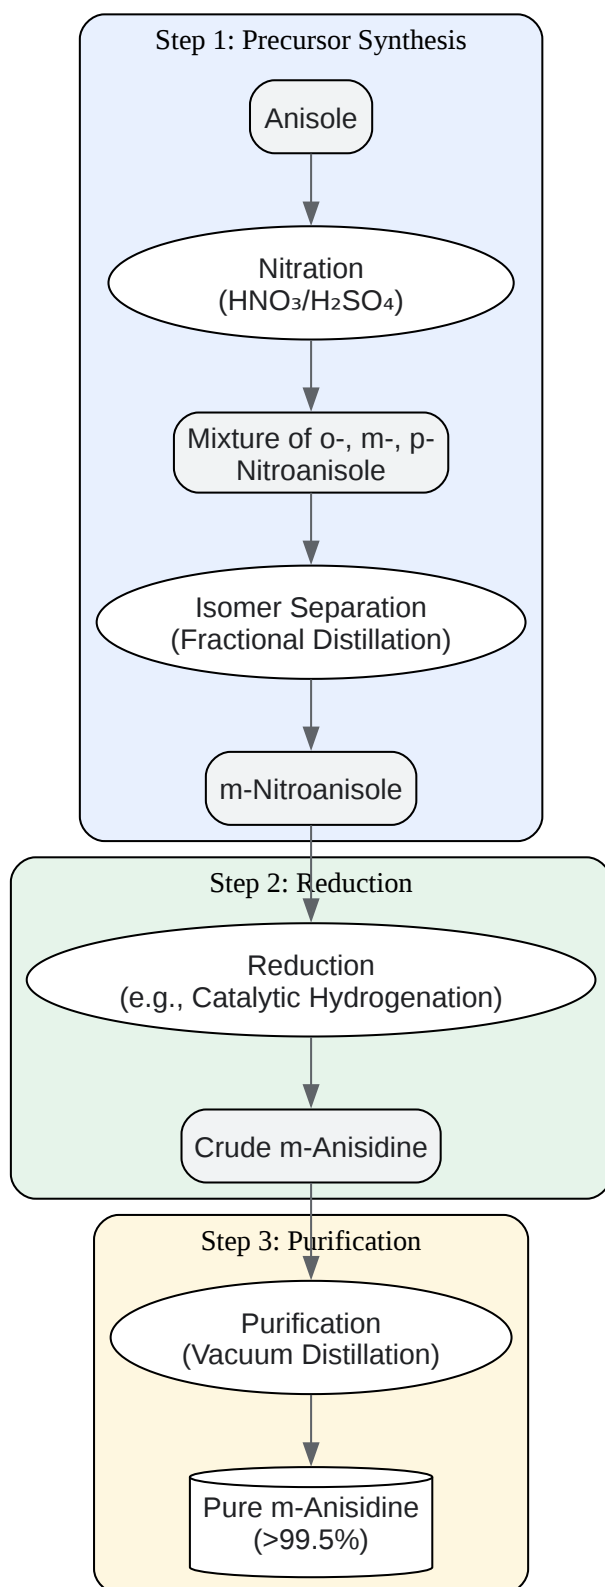 Step 1: Precursor Synthesis
Anisole
Nitration
(HNO₃/H₂SO₄)
Mixture of o-, m-, p-
Nitroanisole
Isomer Separation
(Fractional Distillation)
m-Nitroanisole
Step 2: Reduction
Reduction
(e.g., Catalytic Hydrogenation)
Crude m-Anisidine
Step 3: Purification
Purification
(Vacuum Distillation)
Pure m-Anisidine
(>99.5%)